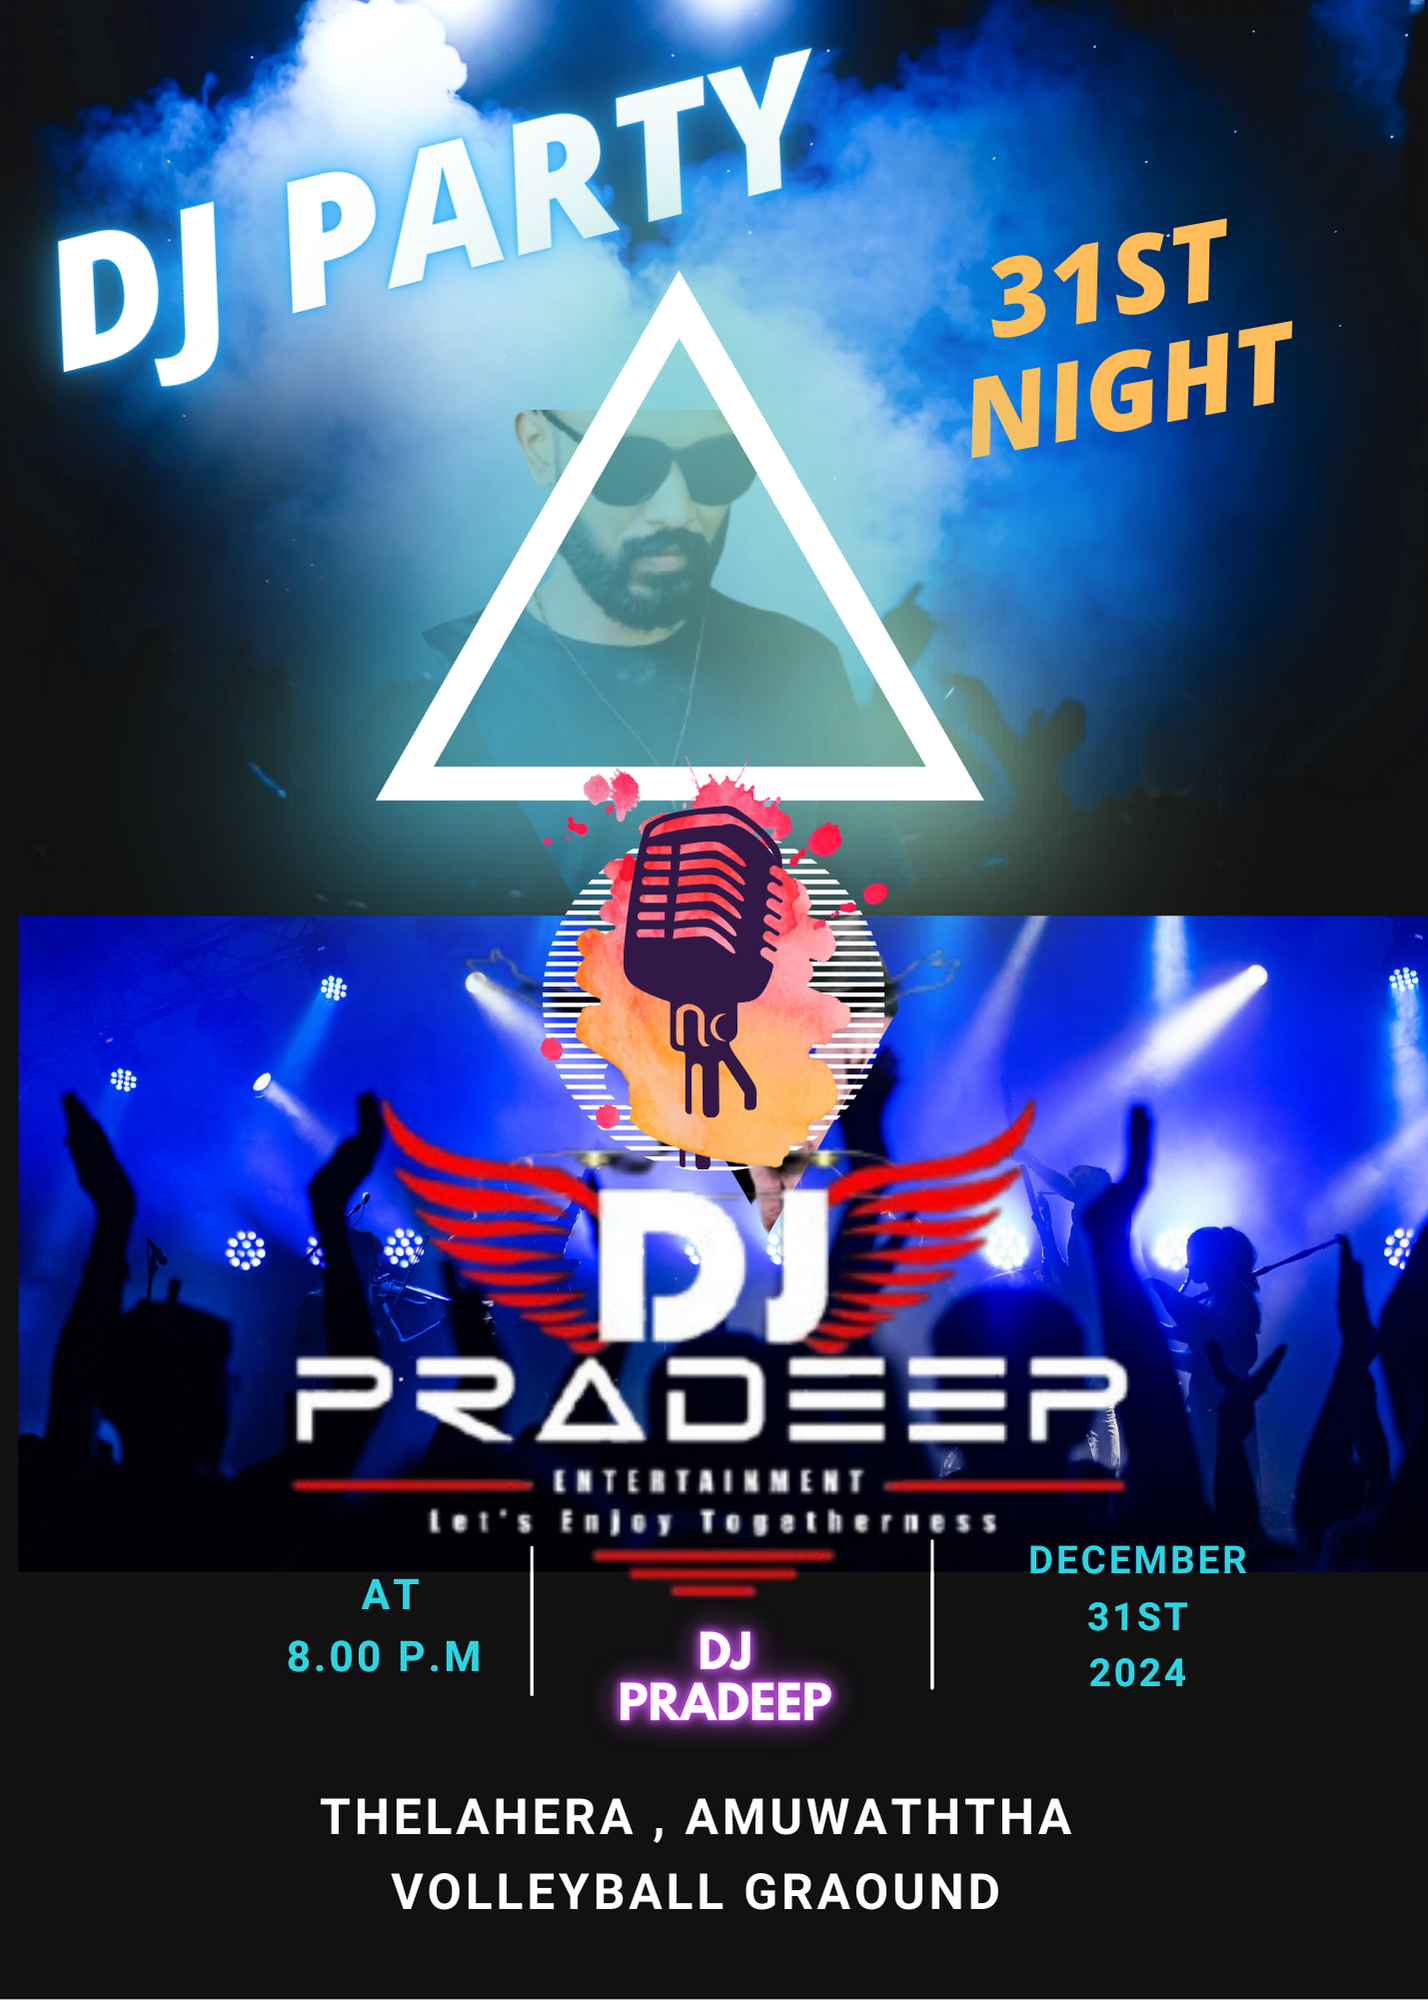 DJ PARTY
31ST
NIGHT
DJ
PRADEEP
ENTERTAINMENT
Let's Enjoy Togetherness
AT
8.00 P.M
DJ
PRADEEP
DECEMBER
31ST
2024
THELAHERA , AMUWATHTHA
VOLLEYBALL GRAOUND